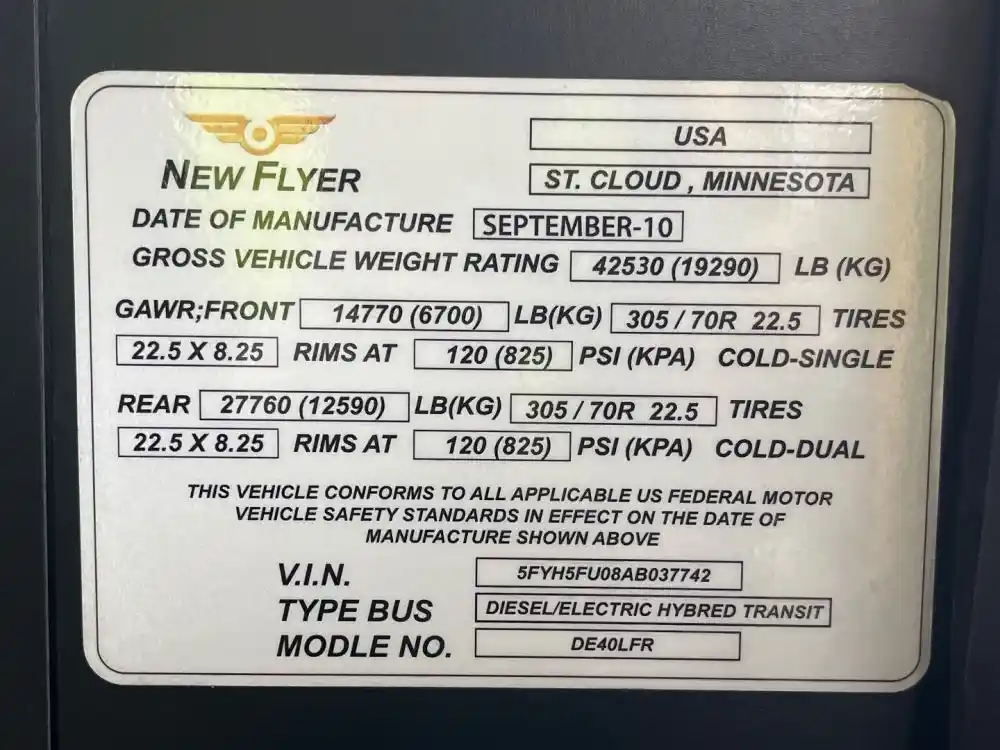 NEW FLYER
USA
ST. CLOUD , MINNESOTA
DATE OF MANUFACTURE SEPTEMBER-10
GROSS VEHICLE WEIGHT RATING 42530 (19290) LB (KG)
GAWR;FRONT 14770 (6700) LB(KG) 305 / 70R 22.5 TIRES
22.5 X 8.25 RIMS AT 120 (825) PSI (KPA) COLD-SINGLE
REAR 27760 (12590) LB(KG) 305 / 70R 22.5 TIRES
22.5 X 8.25 RIMS AT 120 (825) PSI (KPA) COLD-DUAL
THIS VEHICLE CONFORMS TO ALL APPLICABLE US FEDERAL MOTOR
VEHICLE SAFETY STANDARDS IN EFFECT ON THE DATE OF
MANUFACTURE SHOWN ABOVE
V.I.N. 5FYH5FU08AB037742
TYPE BUS DIESEL/ELECTRIC HYBRED TRANSIT
MODLE NO. DE40LFR